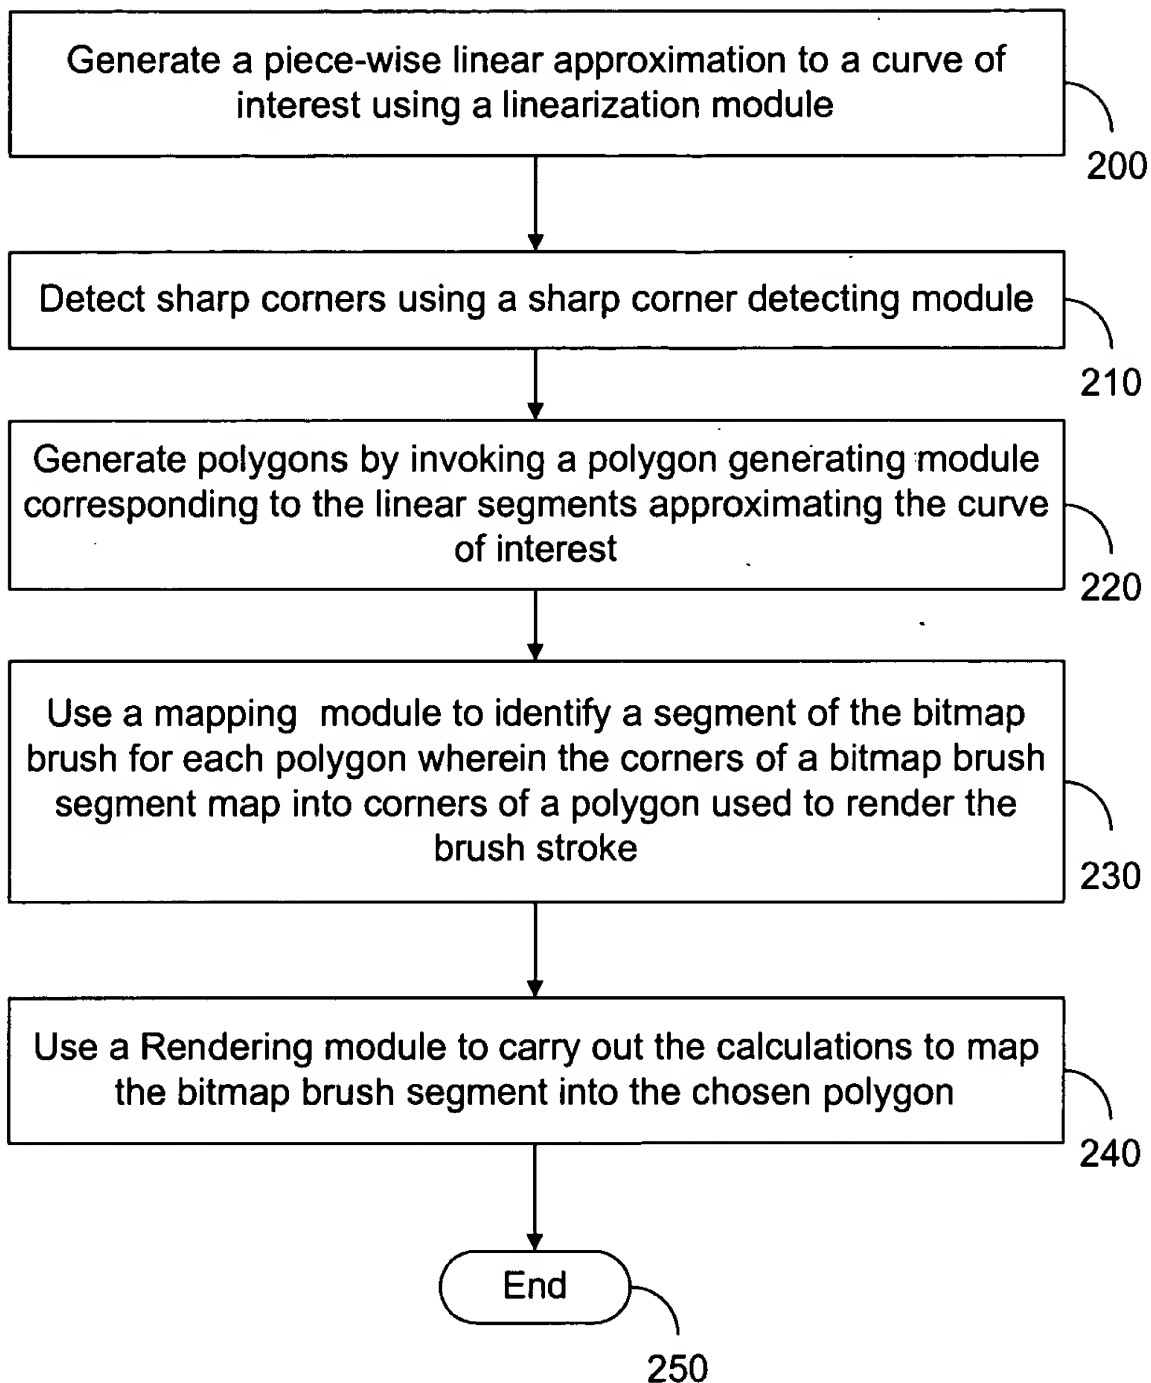 Generate a piece-wise linear approximation to a curve of
interest using a linearization module
200
Detect sharp corners using a sharp corner detecting module
210
Generate polygons by invoking a polygon generating module
corresponding to the linear segments approximating the curve
of interest
220
Use a mapping module to identify a segment of the bitmap
brush for each polygon wherein the corners of a bitmap brush
segment map into corners of a polygon used to render the
brush stroke
230
Use a Rendering module to carry out the calculations to map
the bitmap brush segment into the chosen polygon
240
End
250